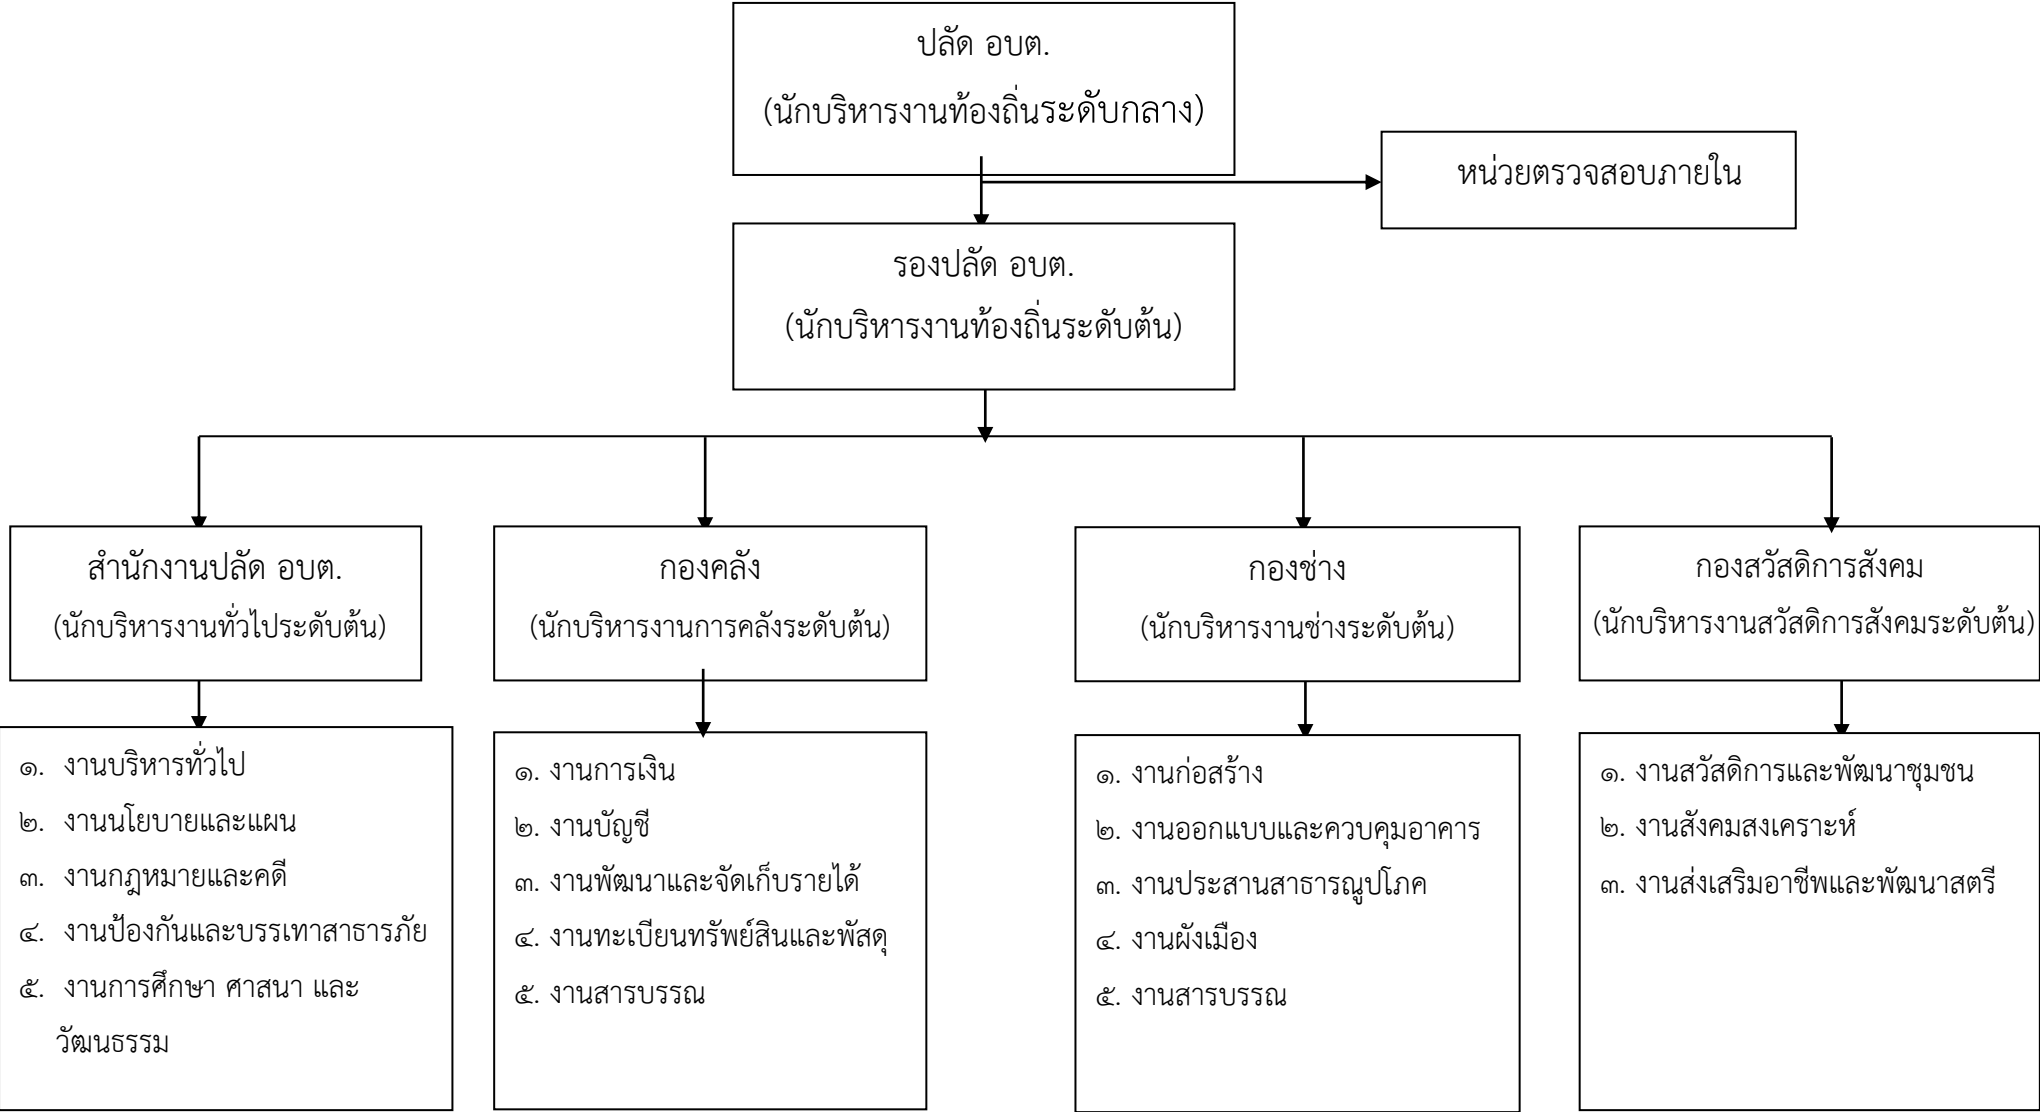 ปลัด อบต.
(นักบริหารงานท้องถิ่นระดับกลาง)
หน่วยตรวจสอบภายใน
รองปลัด อบต.
(นักบริหารงานท้องถิ่นระดับต้น)
สำนักงานปลัด อบต.
(นักบริหารงานทั่วไประดับต้น)
กองคลัง
(นักบริหารงานการคลังระดับต้น)
กองช่าง
(นักบริหารงานช่างระดับต้น)
กองสวัสดิการสังคม
(นักบริหารงานสวัสดิการสังคมระดับต้น)
๑. งานบริหารทั่วไป
๒. งานนโยบายและแผน
๓. งานกฎหมายและคดี
๔. งานป้องกันและบรรเทาสาธารภัย
๕. งานการศึกษา ศาสนา และ
วัฒนธรรม
๑. งานการเงิน
๒. งานบัญชี
๓. งานพัฒนาและจัดเก็บรายได้
๔. งานทะเบียนทรัพย์สินและพัสดุ
๕. งานสารบรรณ
๑. งานก่อสร้าง
๒. งานออกแบบและควบคุมอาคาร
๓. งานประสานสาธารณูปโภค
๔. งานผังเมือง
๕. งานสารบรรณ
๑. งานสวัสดิการและพัฒนาชุมชน
๒. งานสังคมสงเคราะห์
๓. งานส่งเสริมอาชีพและพัฒนาสตรี